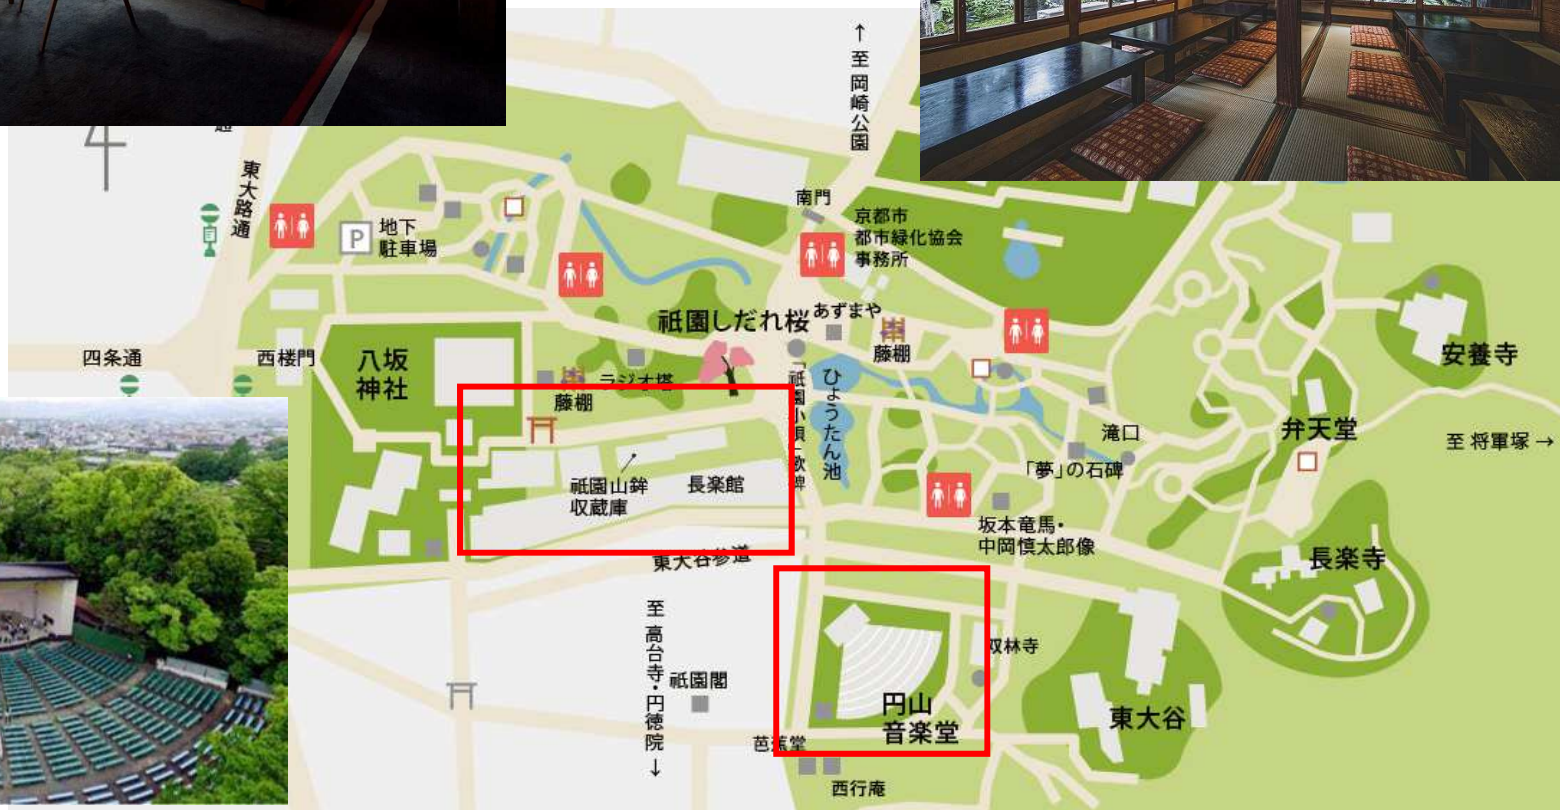 ↑
至
岡崎公園
東大路通
南門
京都市
都市緑化協会
事務所
P
地下
駐車場
祇園しだれ桜
あずまや
藤棚
四条通
西楼門
八坂
神社
ラジオ塔
藤棚
ひょうたん池
安養寺
弁天堂
至 将軍塚 →
滝口
「夢」の石碑
祇園山鉾
収蔵庫
長楽館
坂本竜馬・
中岡慎太郎像
東大谷参道
長楽寺
至
高台寺・円徳院
↓
双林寺
祇園閣
円山
音楽堂
東大谷
芭蕉堂
西行庵